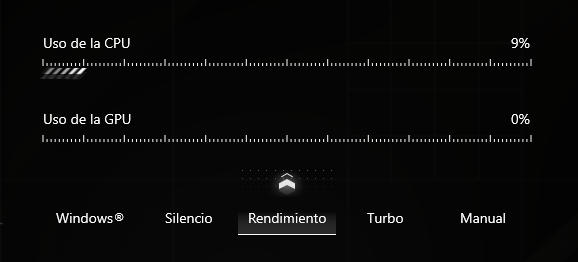 Uso de la CPU 9%
Uso de la GPU 0%
Windows® Silencio Rendimiento Turbo Manual